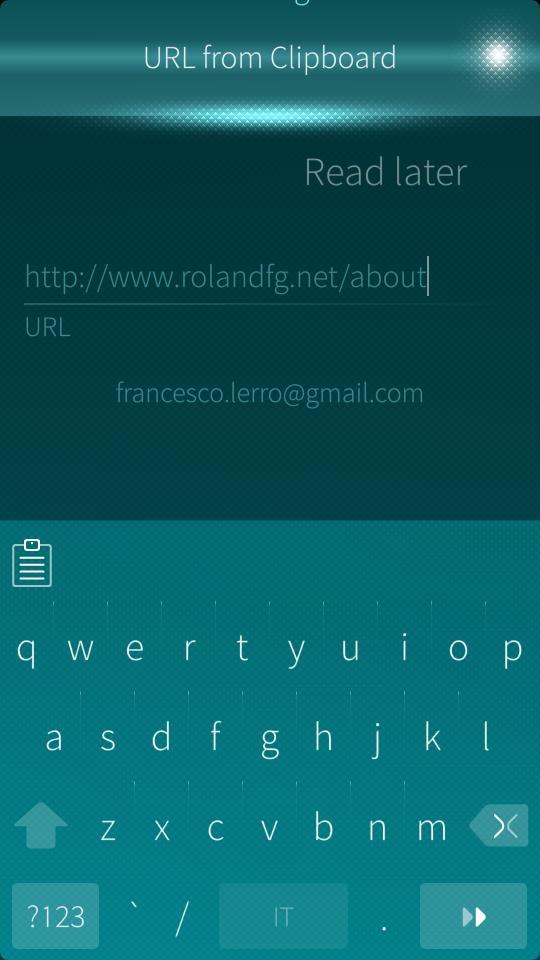 URL from Clipboard
Read later
http://www.rolandfg.net/about
URL
francesco.lerro@gmail.com
q w e r t y u i o p
a s d f g h j k l
z x c v b n m
?123 ` / IT .